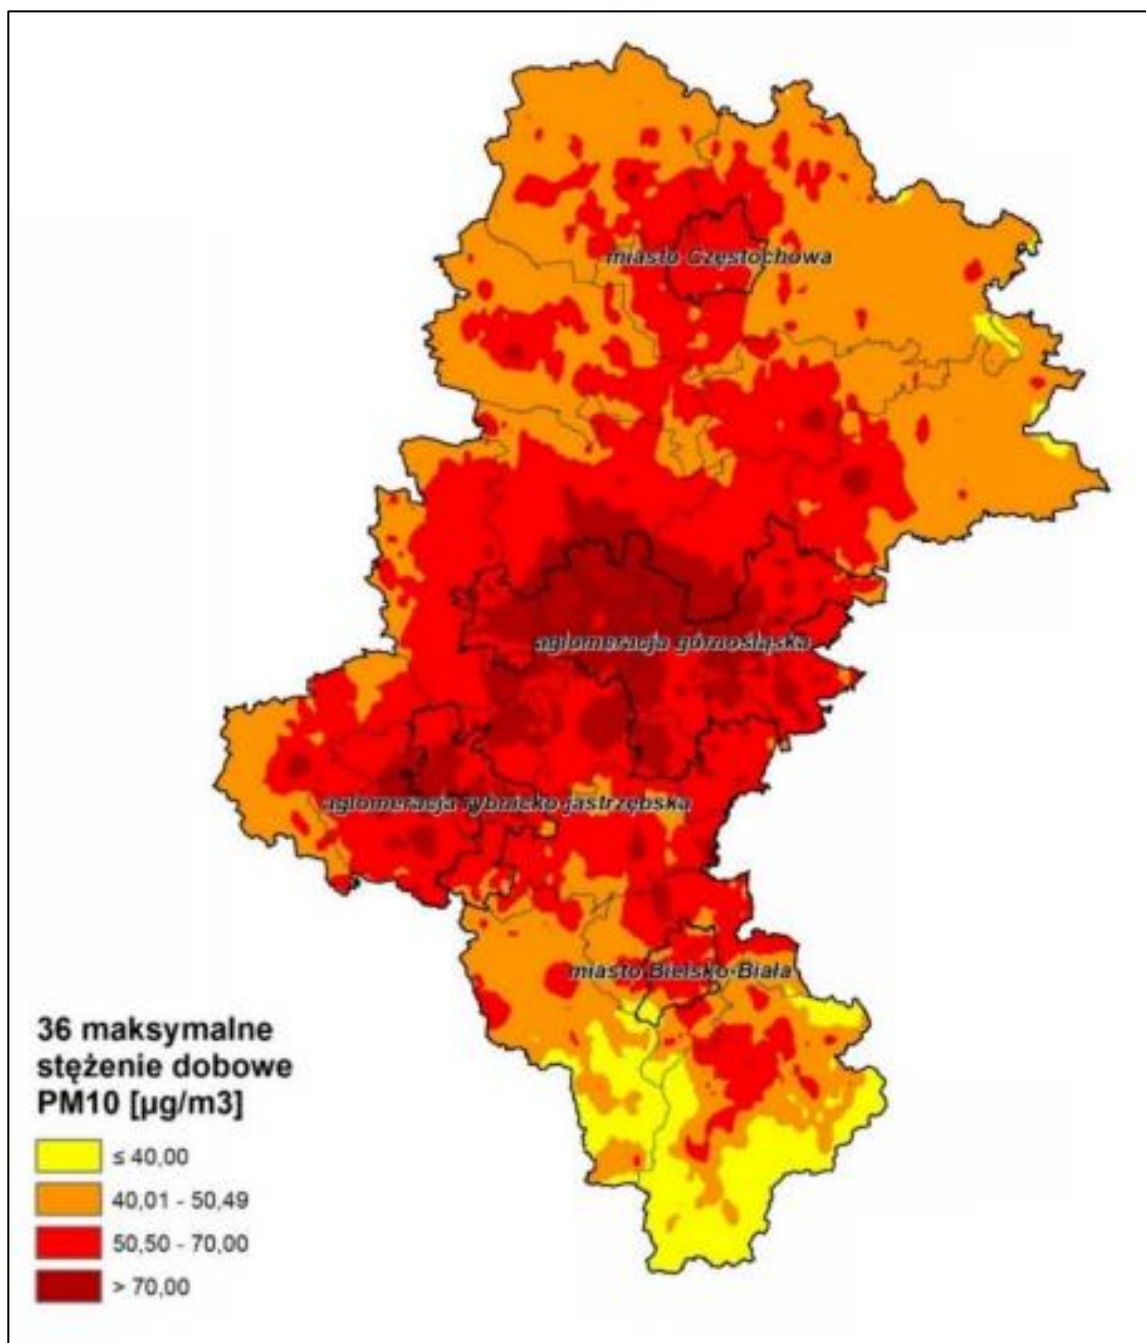 miasto Częstochowa
aglomeracja górnośląska
aglomeracja rybnicko-jastrzębska
miasto Bielsko-Biała
36 maksymalne
stężenie dobowe
PM10 [µg/m3]
≤ 40,00
40,01 - 50,49
50,50 - 70,00
> 70,00